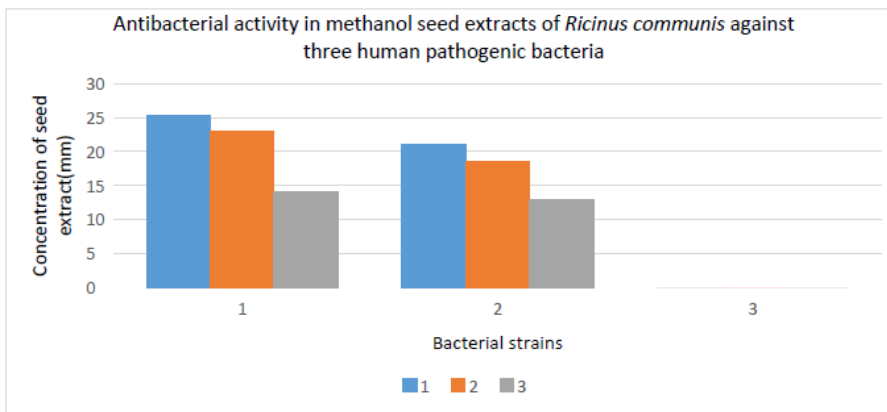 Antibacterial activity in methanol seed extracts of Ricinus communis against
three human pathogenic bacteria
Concentration of seed
extract(mm)
30
25
20
15
10
5
0
1
2
3
Bacterial strains
1
2
3